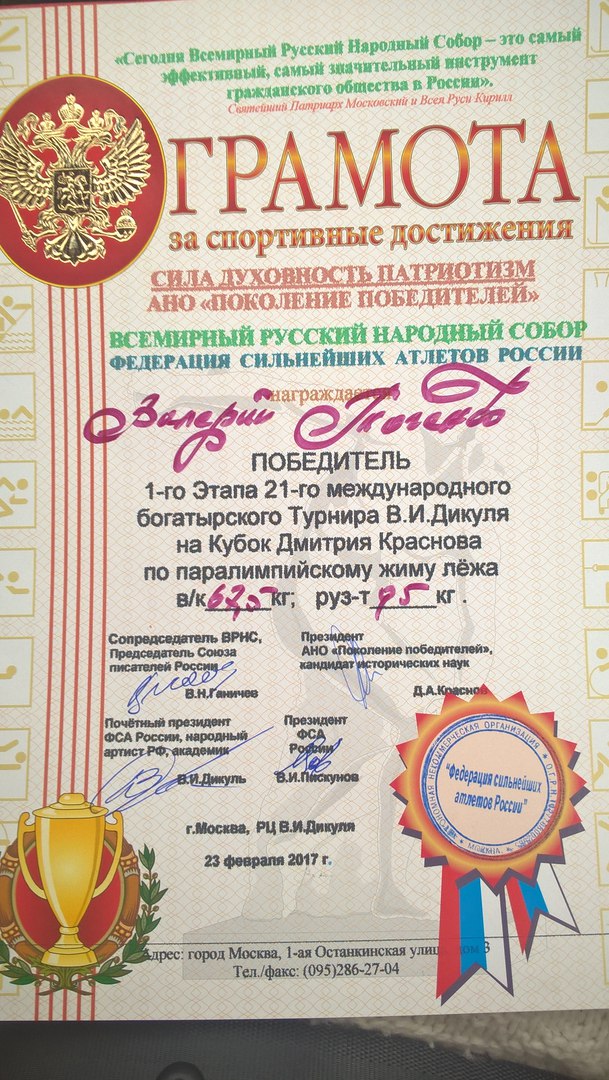 «Сегодня Всемирный Русский Народный Собор – это самый
эффективный, самый значительный инструмент
гражданского общества в России».
Святейший Патриарх Московский и Всея Руси Кирилл
ГРАМОТА
за спортивные достижения
СИЛА ДУХОВНОСТЬ ПАТРИОТИЗМ
АНО «ПОКОЛЕНИЕ ПОБЕДИТЕЛЕЙ»
ВСЕМИРНЫЙ РУССКИЙ НАРОДНЫЙ СОБОР
ФЕДЕРАЦИЯ СИЛЬНЕЙШИХ АТЛЕТОВ РОССИИ
награждается
Валерий
ПОБЕДИТЕЛЬ
1-го Этапа 21-го международного
богатырского Турнира В.И.Дикуля
на Кубок Дмитрия Краснова
по паралимпийскому жиму лёжа
в/к 67,5 кг; руз-т 95 кг .
Сопредседатель ВРНС,
Председатель Союза
писателей России
В.Н.Ганичев
Президент
АНО «Поколение победителей»,
кандидат исторических наук
Д.А.Краснов
Почётный президент
ФСА России, народный
артист РФ, академик
В.И.Дикуль
Президент
ФСА
России
В.И.Пискунов
"Федерация сильнейших
атлетов России"
г.Москва, РЦ В.И.Дикуля
23 февраля 2017 г.
Адрес: город Москва, 1-ая Останкинская улица, дом 3
Тел./факс: (095)286-27-04